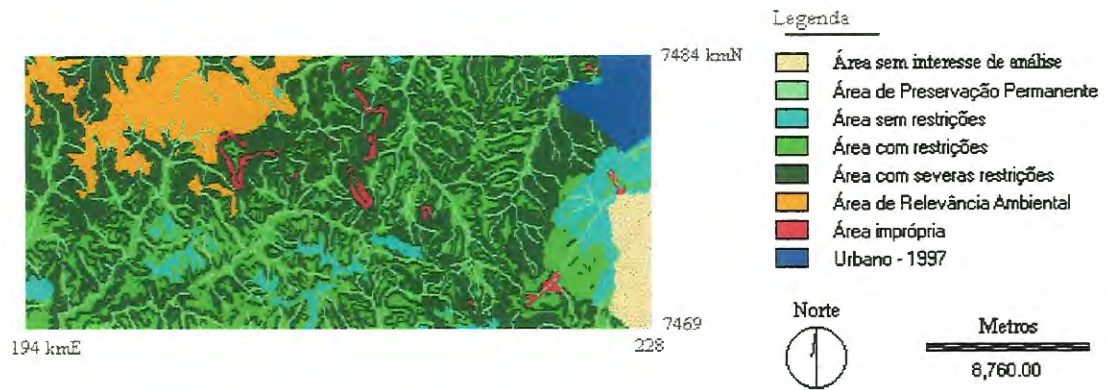 Legenda
Área sem interesse de análise
Área de Preservação Permanente
Área sem restrições
Área com restrições
Área com severas restrições
Área de Relevância Ambiental
Área imprópria
Urbano - 1997
7484 kmN
7469
194 kmE
228
Norte
Metros
8,760.00